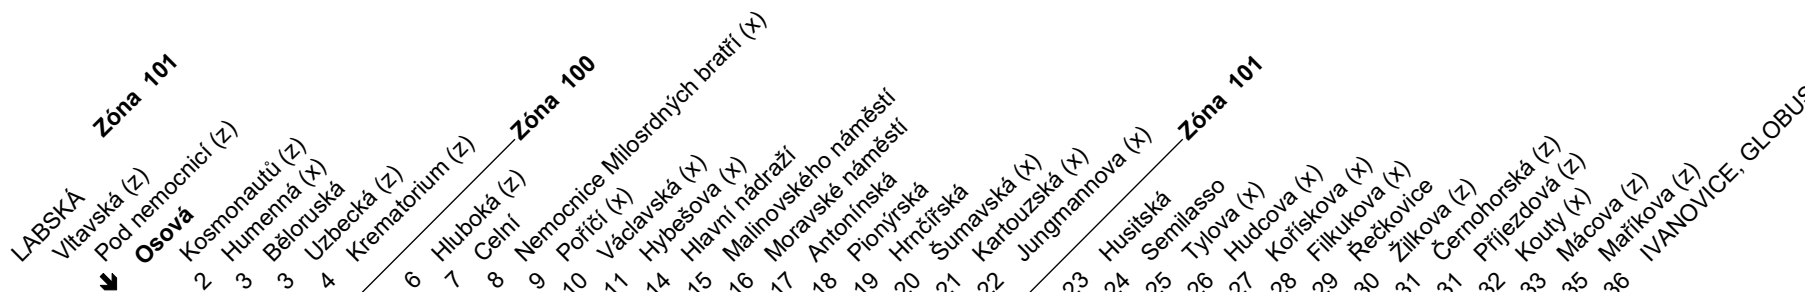 Zóna 101
LABSKÁ
Vltavská (z)
Pod nemocnicí (z)
Osová
Kosmonautů (z)
2 Humenná (x)
3 Běloruská
3 Uzbecká (z)
4 Krematorium (z)
Zóna 100
6 Hluboká (z)
7 Celní
8 Nemocnice Milosrdných bratří (x)
9 Poříčí (x)
10 Václavská (x)
11 Hybešova (x)
14 Hlavní nádraží
15 Malinovského náměstí
16 Moravské náměstí
17 Antonínská
18 Pionýrská
19 Hrnčířská
20 Šumavská (x)
21 Kartouzská (x)
22 Jungmannova (x)
Zóna 101
23 Husitská
24 Semilasso
25 Tylova (x)
26 Hudcova (x)
27 Kořískova (x)
28 Filkukova (x)
29 Řečkovice
30 Žilkova (z)
31 Černohorská (z)
31 Příjezdová (z)
32 Kouty (x)
33 Mácova (z)
35 Maříkova (z)
36 IVANOVICE, GLOBUS